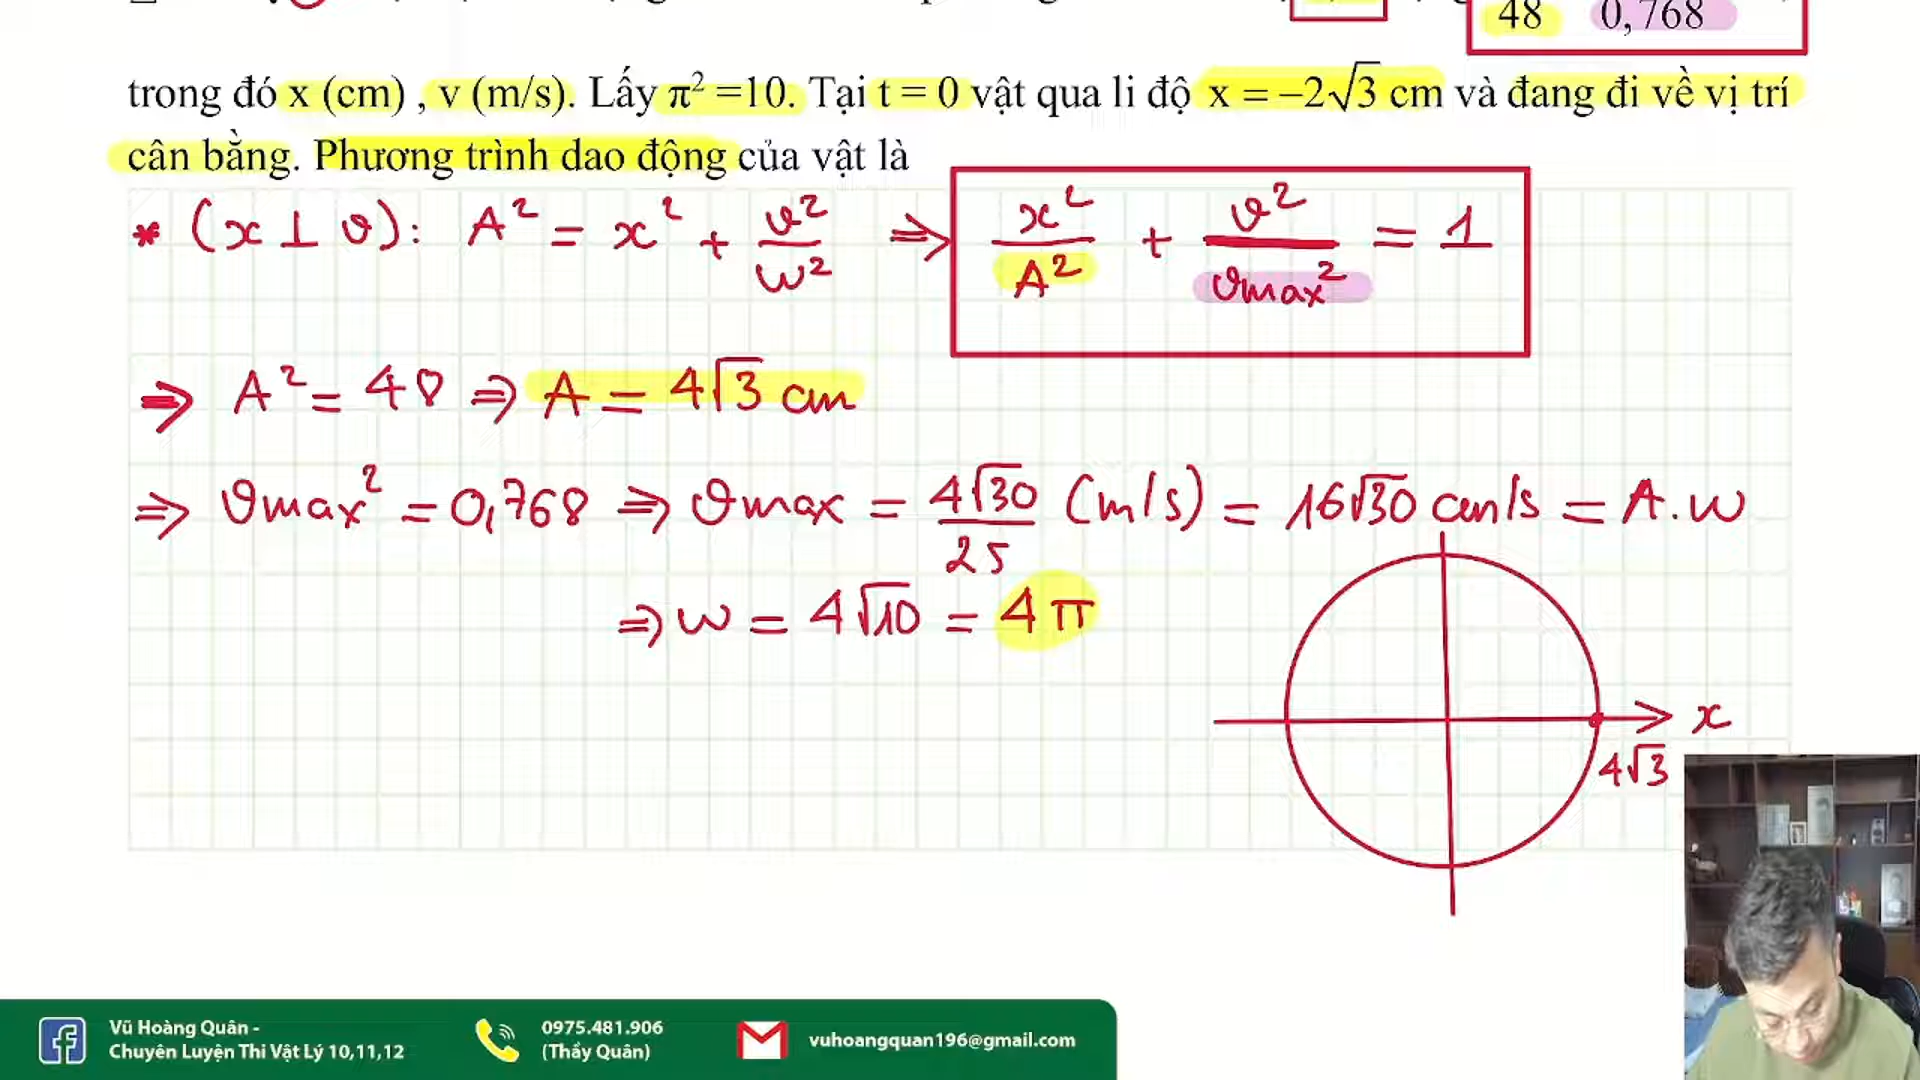 48 0,768
trong đó x (cm) , v (m/s). Lấy π² =10. Tại t = 0 vật qua li độ x = −2√3 cm và đang đi về vị trí
cân bằng. Phương trình dao động của vật là
* (x ⊥ v): A² = x² + v²/ω² ⇒ x²/A² + v²/vmax² = 1
⇒ A² = 48 ⇒ A = 4√3 cm
⇒ vmax² = 0,768 ⇒ vmax = 4√30/25 (m/s) = 16√30 cm/s = A.ω
⇒ ω = 4√10 = 4π
x
4√3
Vũ Hoàng Quân -
Chuyên Luyện Thi Vật Lý 10,11,12
0975.481.906
(Thầy Quân)
vuhoangquan196@gmail.com